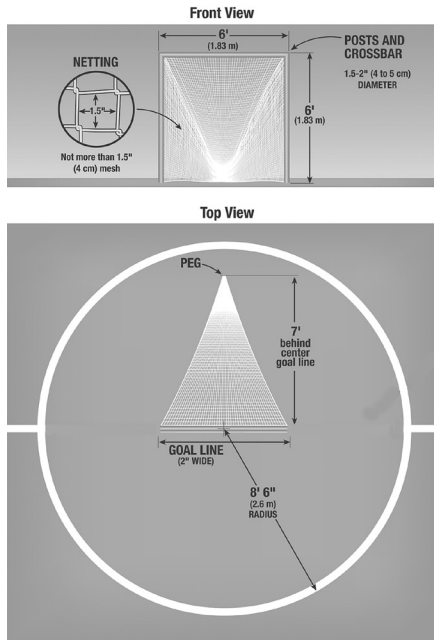 Front View
6'
(1.83 m)
POSTS AND
CROSSBAR
1.5-2" (4 to 5 cm)
DIAMETER
NETTING
1.5"
Not more than 1.5"
(4 cm) mesh
6'
(1.83 m)
Top View
PEG
7'
behind
center
goal line
GOAL LINE
(2" WIDE)
8' 6"
(2.6 m)
RADIUS